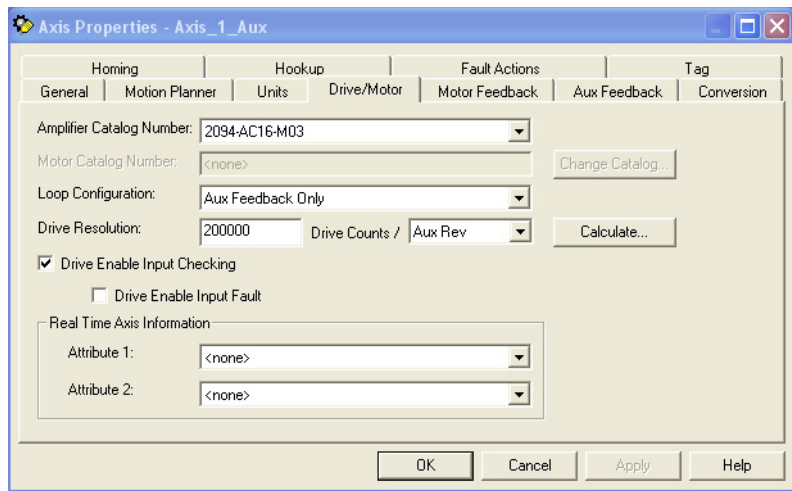 Axis Properties - Axis_1_Aux
Homing Hookup Fault Actions Tag
General Motion Planner Units Drive/Motor Motor Feedback Aux Feedback Conversion
Amplifier Catalog Number: 2094-AC16-M03
Motor Catalog Number: <none> Change Catalog...
Loop Configuration: Aux Feedback Only
Drive Resolution: 200000 Drive Counts / Aux Rev Calculate...
Drive Enable Input Checking
Drive Enable Input Fault
Real Time Axis Information
Attribute 1: <none>
Attribute 2: <none>
OK Cancel Apply Help